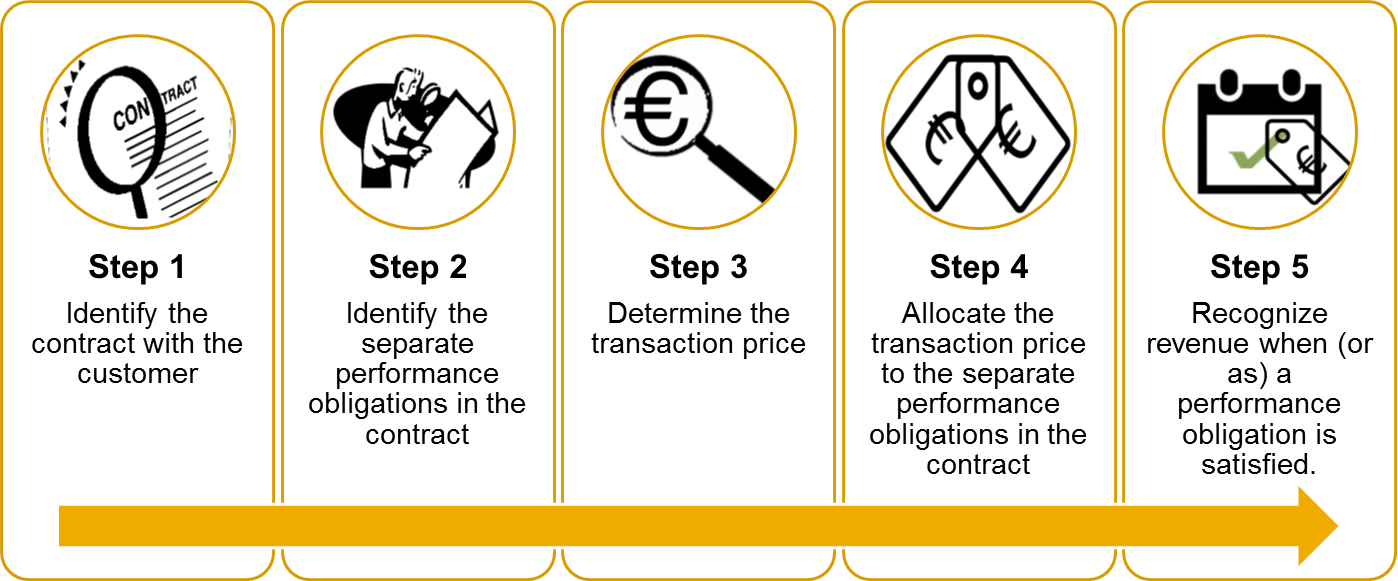 CONTRACT
€
€
€
€
Step 1
Identify the
contract with the
customer
Step 2
Identify the
separate
performance
obligations in the
contract
Step 3
Determine the
transaction price
Step 4
Allocate the
transaction price
to the separate
performance
obligations in the
contract
Step 5
Recognize
revenue when (or
as) a
performance
obligation is
satisfied.